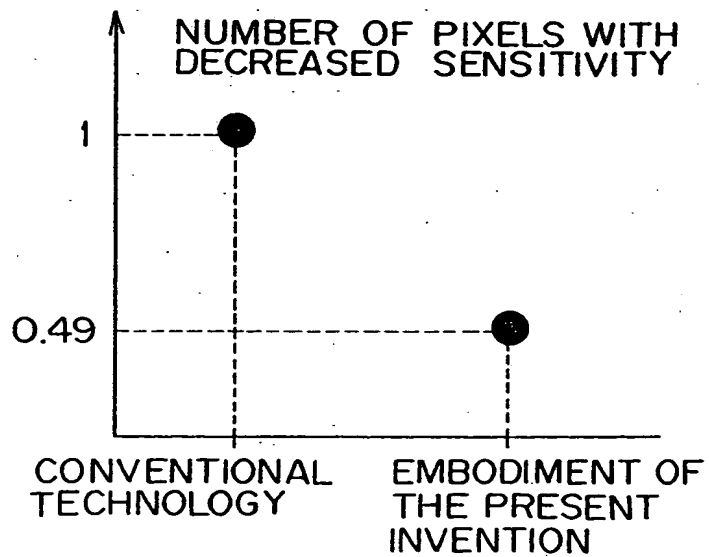 NUMBER OF PIXELS WITH
DECREASED SENSITIVITY
1
0.49
CONVENTIONAL
TECHNOLOGY
EMBODIMENT OF
THE PRESENT
INVENTION